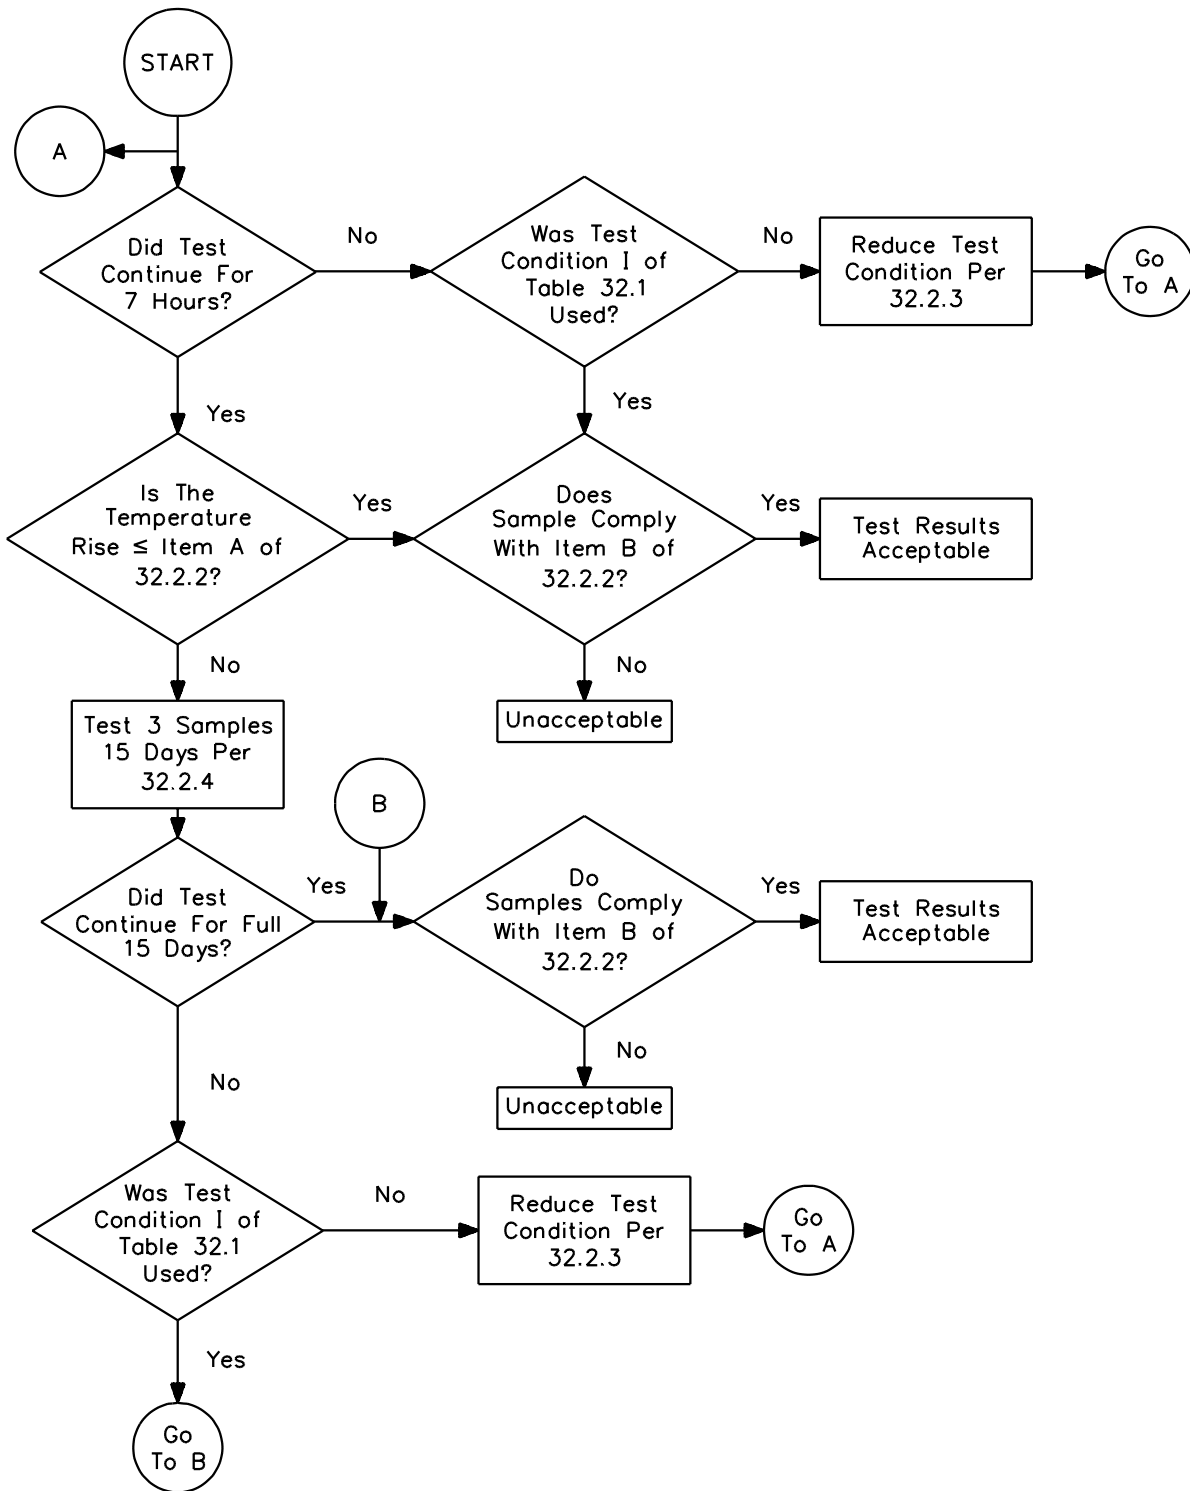 START
A
Did Test
Continue For
7 Hours?
No
Was Test
Condition I of
Table 32.1
Used?
No
Reduce Test
Condition Per
32.2.3
Go
To A
Yes
Yes
Is The
Temperature
Rise ≤ Item A of
32.2.2?
Yes
Does
Sample Comply
With Item B of
32.2.2?
Yes
Test Results
Acceptable
No
No
Test 3 Samples
15 Days Per
32.2.4
Unacceptable
B
Did Test
Continue For Full
15 Days?
Yes
Do
Samples Comply
With Item B of
32.2.2?
Yes
Test Results
Acceptable
No
No
Unacceptable
Was Test
Condition I of
Table 32.1
Used?
No
Reduce Test
Condition Per
32.2.3
Go
To A
Yes
Go
To B